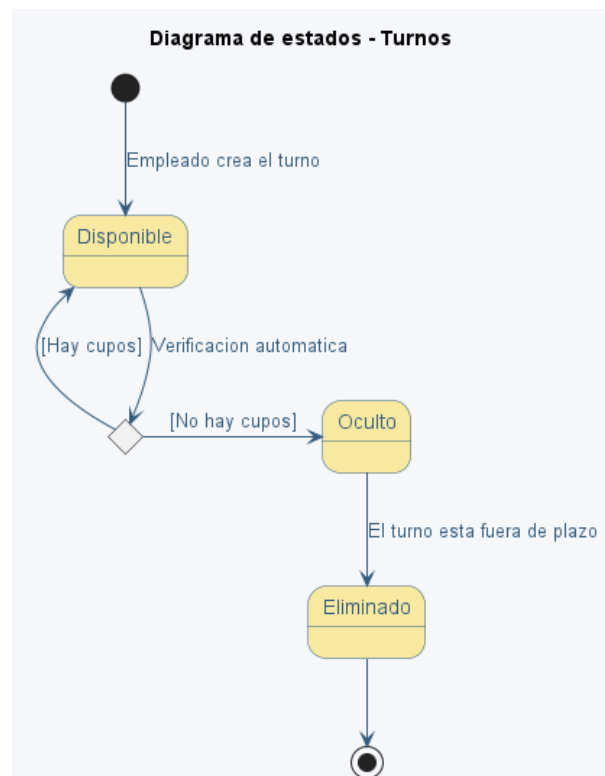 Diagrama de estados - Turnos
Empleado crea el turno
Disponible
[Hay cupos]
Verificacion automatica
[No hay cupos]
Oculto
El turno esta fuera de plazo
Eliminado